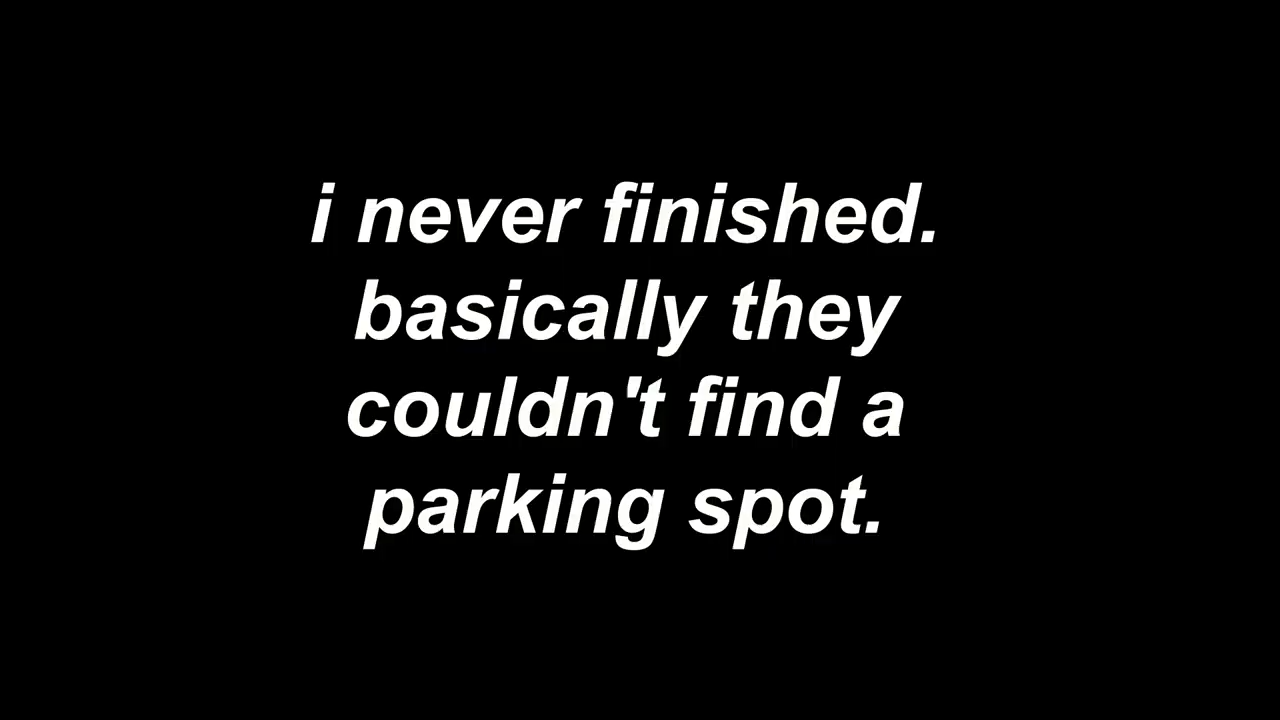 i never finished.
basically they
couldn't find a
parking spot.